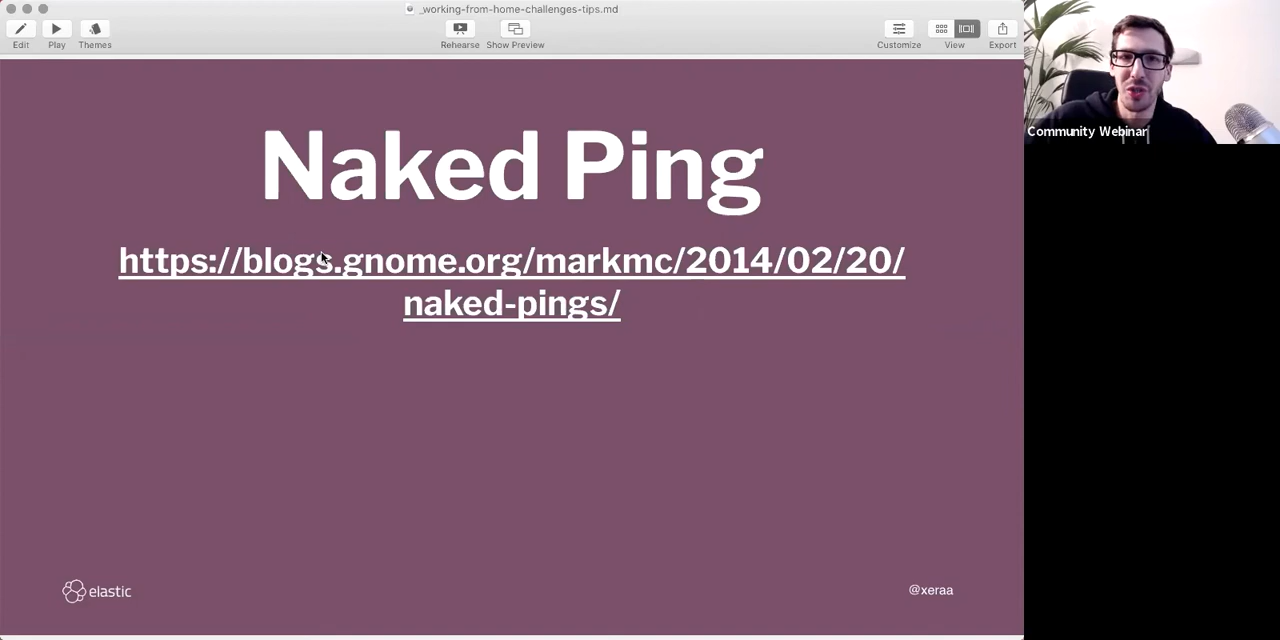 _working-from-home-challenges-tips.md
Edit
Play
Themes
Rehearse
Show Preview
Customize
View
Export
Naked Ping
https://blogs.gnome.org/markmc/2014/02/20/
naked-pings/
elastic
@xeraa
Community Webinar